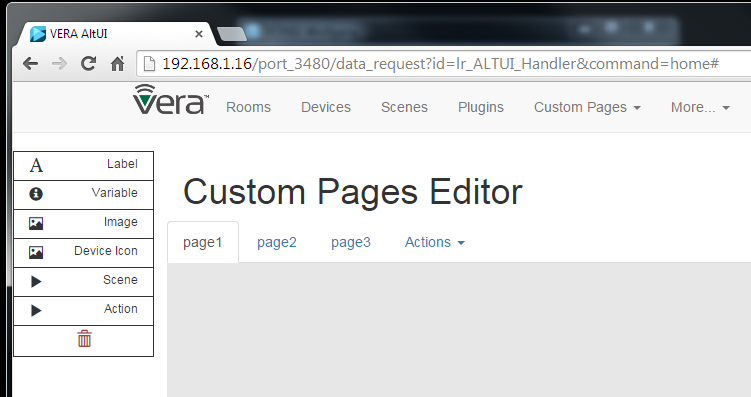 VERA AltUI
192.168.1.16/port_3480/data_request?id=lr_ALTUI_Handler&command=home#
vera™ Rooms Devices Scenes Plugins Custom Pages More...
A Label
Variable
Image
Device Icon
Scene
Action
Custom Pages Editor
page1 page2 page3 Actions